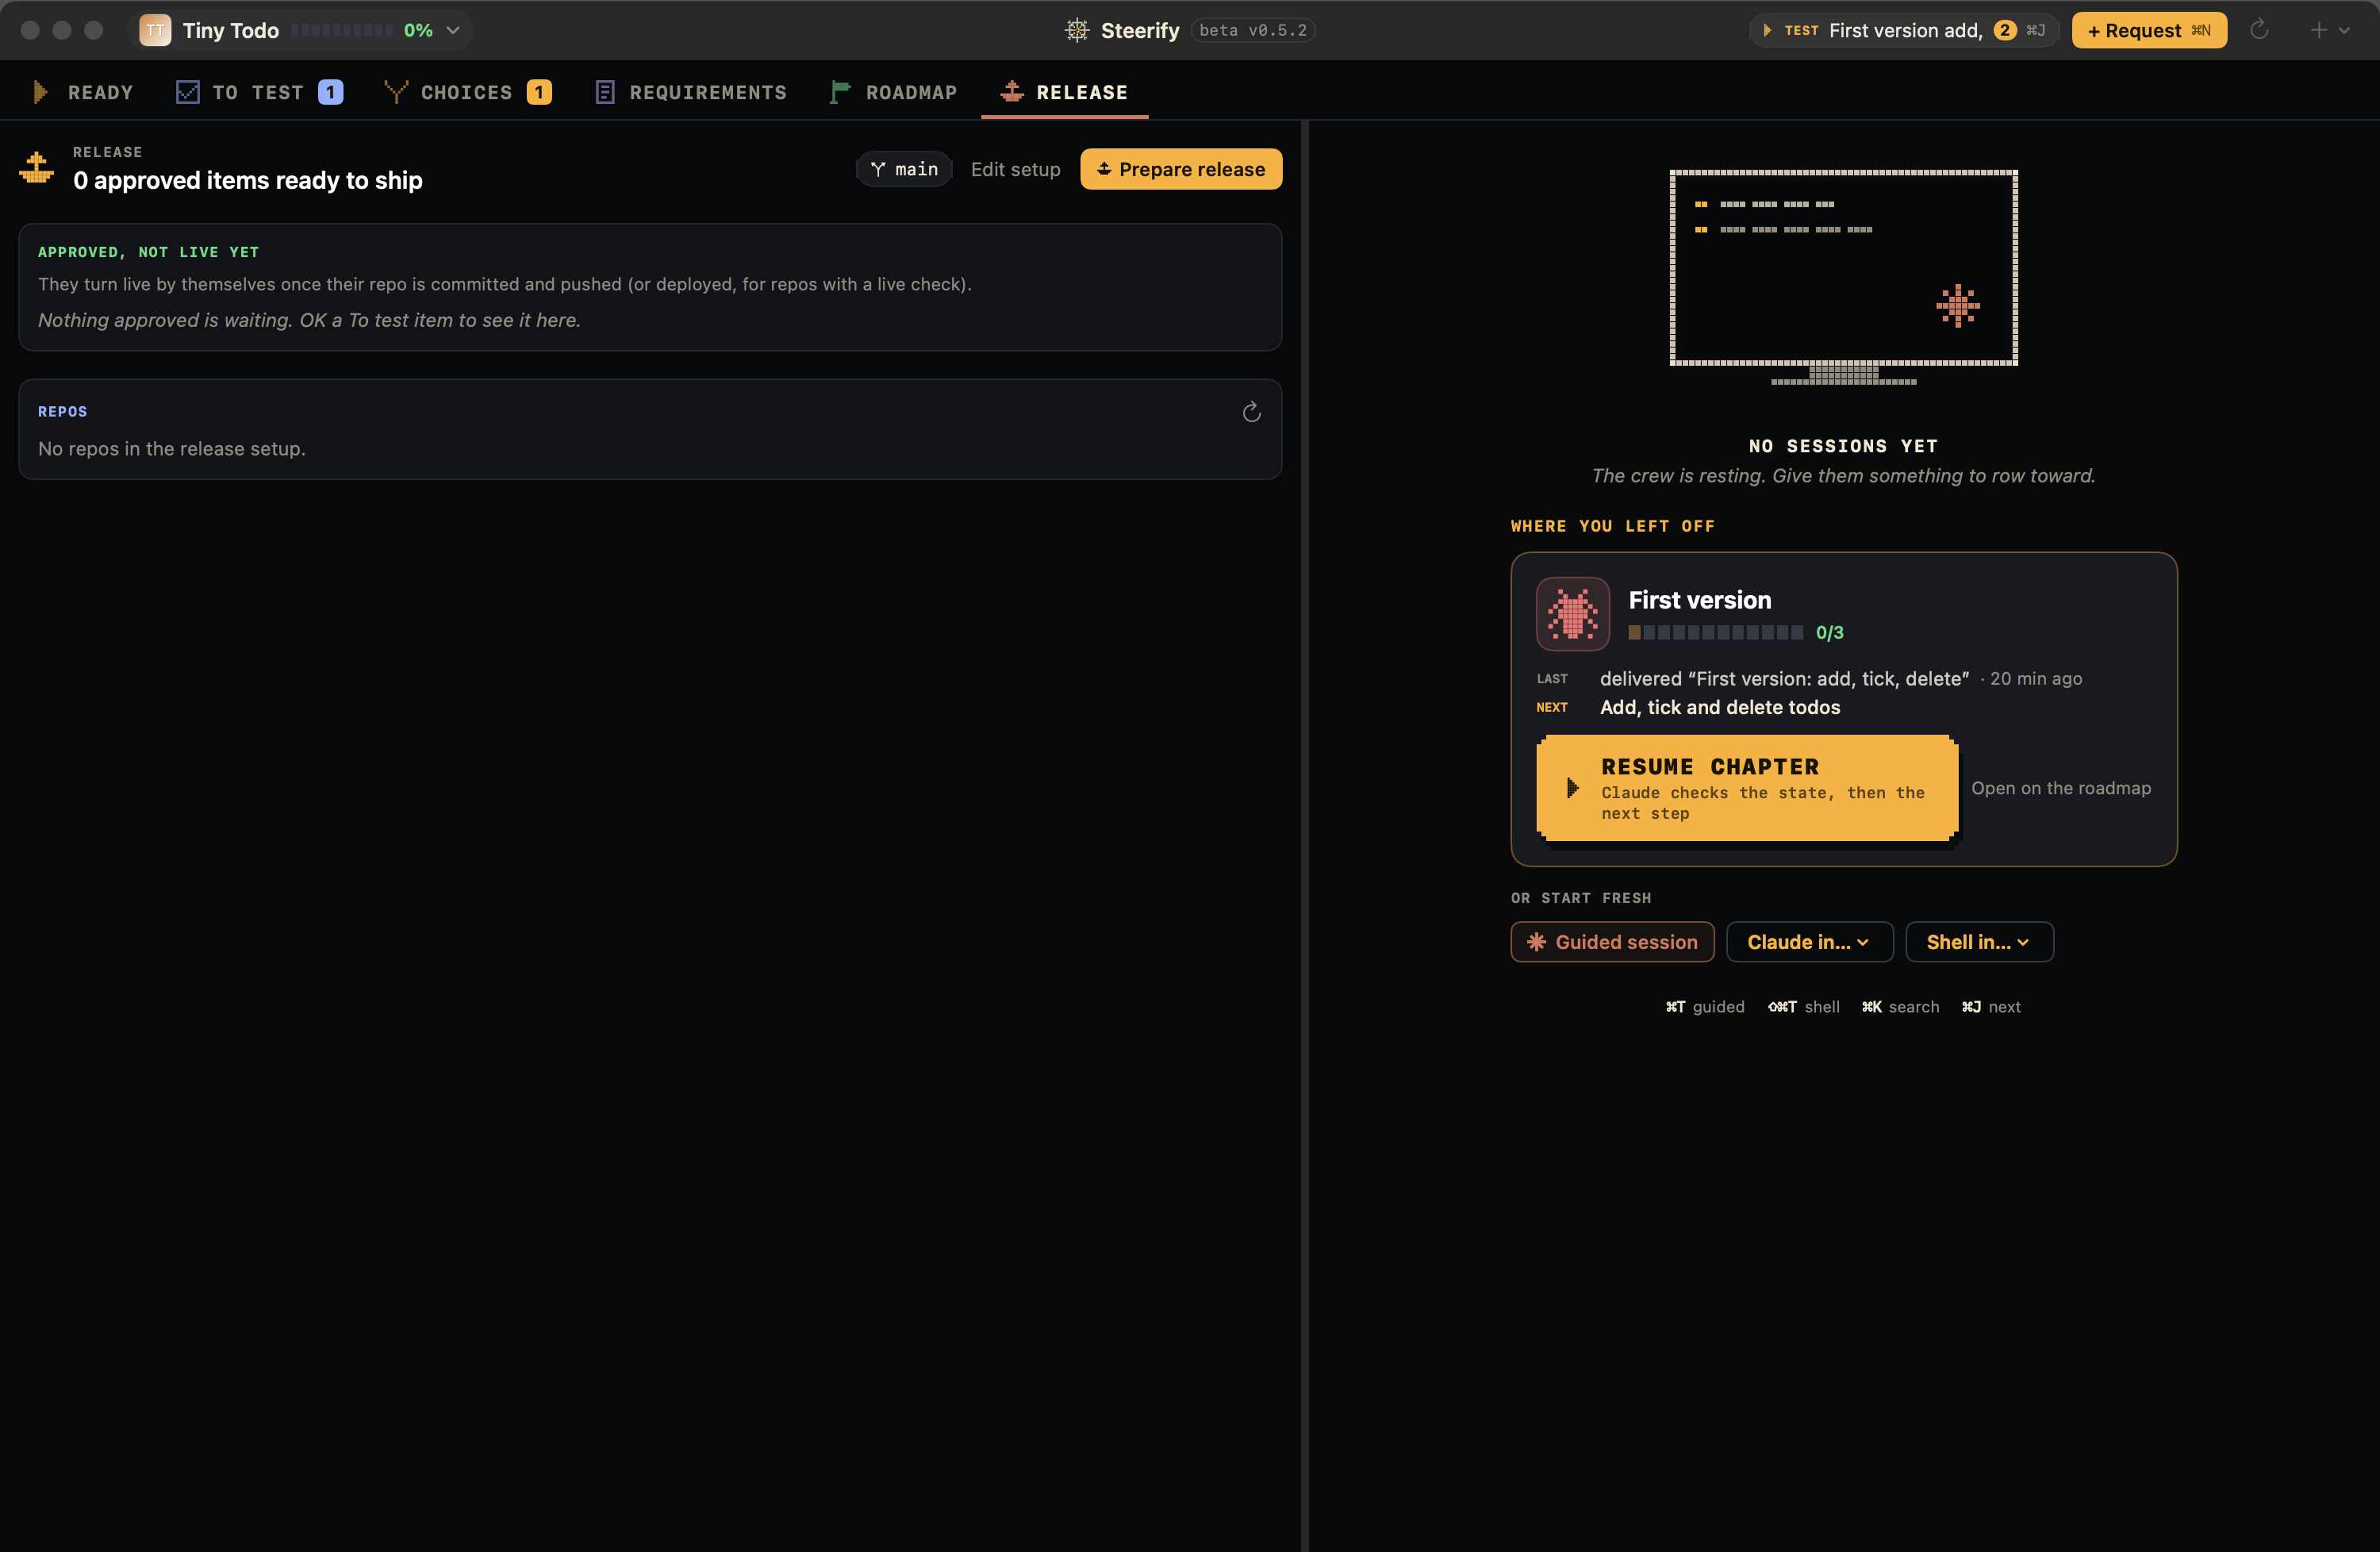 TT Tiny Todo 0%
Steerify beta v0.5.2
TEST First version add, 2 ⌘J
+ Request ⌘N
READY
TO TEST 1
CHOICES 1
REQUIREMENTS
ROADMAP
RELEASE
RELEASE
0 approved items ready to ship
main
Edit setup
Prepare release
APPROVED, NOT LIVE YET
They turn live by themselves once their repo is committed and pushed (or deployed, for repos with a live check).
Nothing approved is waiting. OK a To test item to see it here.
REPOS
No repos in the release setup.
NO SESSIONS YET
The crew is resting. Give them something to row toward.
WHERE YOU LEFT OFF
First version
0/3
LAST delivered “First version: add, tick, delete” · 20 min ago
NEXT Add, tick and delete todos
RESUME CHAPTER
Claude checks the state, then the
next step
Open on the roadmap
OR START FRESH
Guided session
Claude in...
Shell in...
⌘T guided ⇧⌘T shell ⌘K search ⌘J next